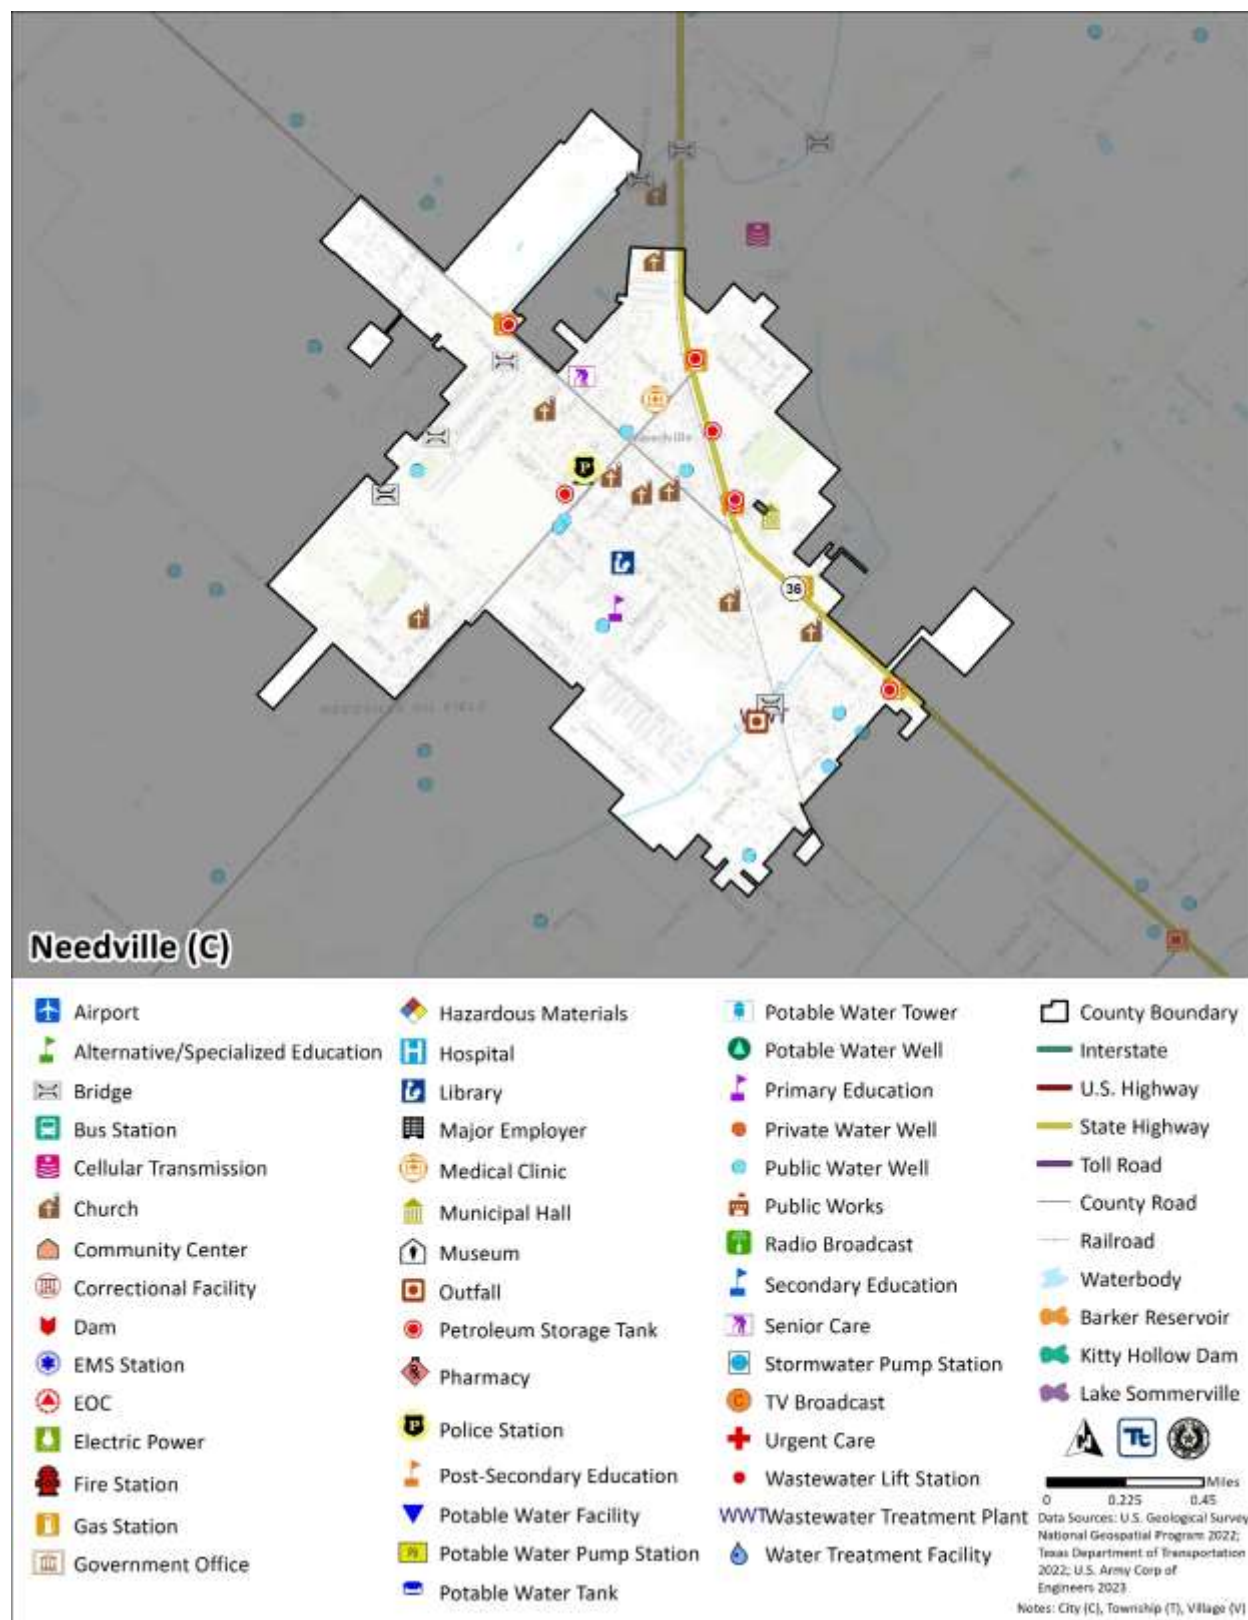 Needville
36
NEEDVILLE OIL FIELD
WWT
Needville (C)
Airport
Alternative/Specialized Education
Bridge
Bus Station
Cellular Transmission
Church
Community Center
Correctional Facility
Dam
EMS Station
EOC
Electric Power
Fire Station
Gas Station
Government Office
Hazardous Materials
Hospital
Library
Major Employer
Medical Clinic
Municipal Hall
Museum
Outfall
Petroleum Storage Tank
Pharmacy
Police Station
Post-Secondary Education
Potable Water Facility
Potable Water Pump Station
Potable Water Tank
Potable Water Tower
Potable Water Well
Primary Education
Private Water Well
Public Water Well
Public Works
Radio Broadcast
Secondary Education
Senior Care
Stormwater Pump Station
TV Broadcast
Urgent Care
Wastewater Lift Station
WWT Wastewater Treatment Plant
Water Treatment Facility
County Boundary
Interstate
U.S. Highway
State Highway
Toll Road
County Road
Railroad
Waterbody
Barker Reservoir
Kitty Hollow Dam
Lake Sommerville
Miles
0 0.225 0.45
Data Sources: U.S. Geological Survey
National Geospatial Program 2022;
Texas Department of Transportation
2022; U.S. Army Corp of
Engineers 2023
Notes: City (C), Township (T), Village (V)